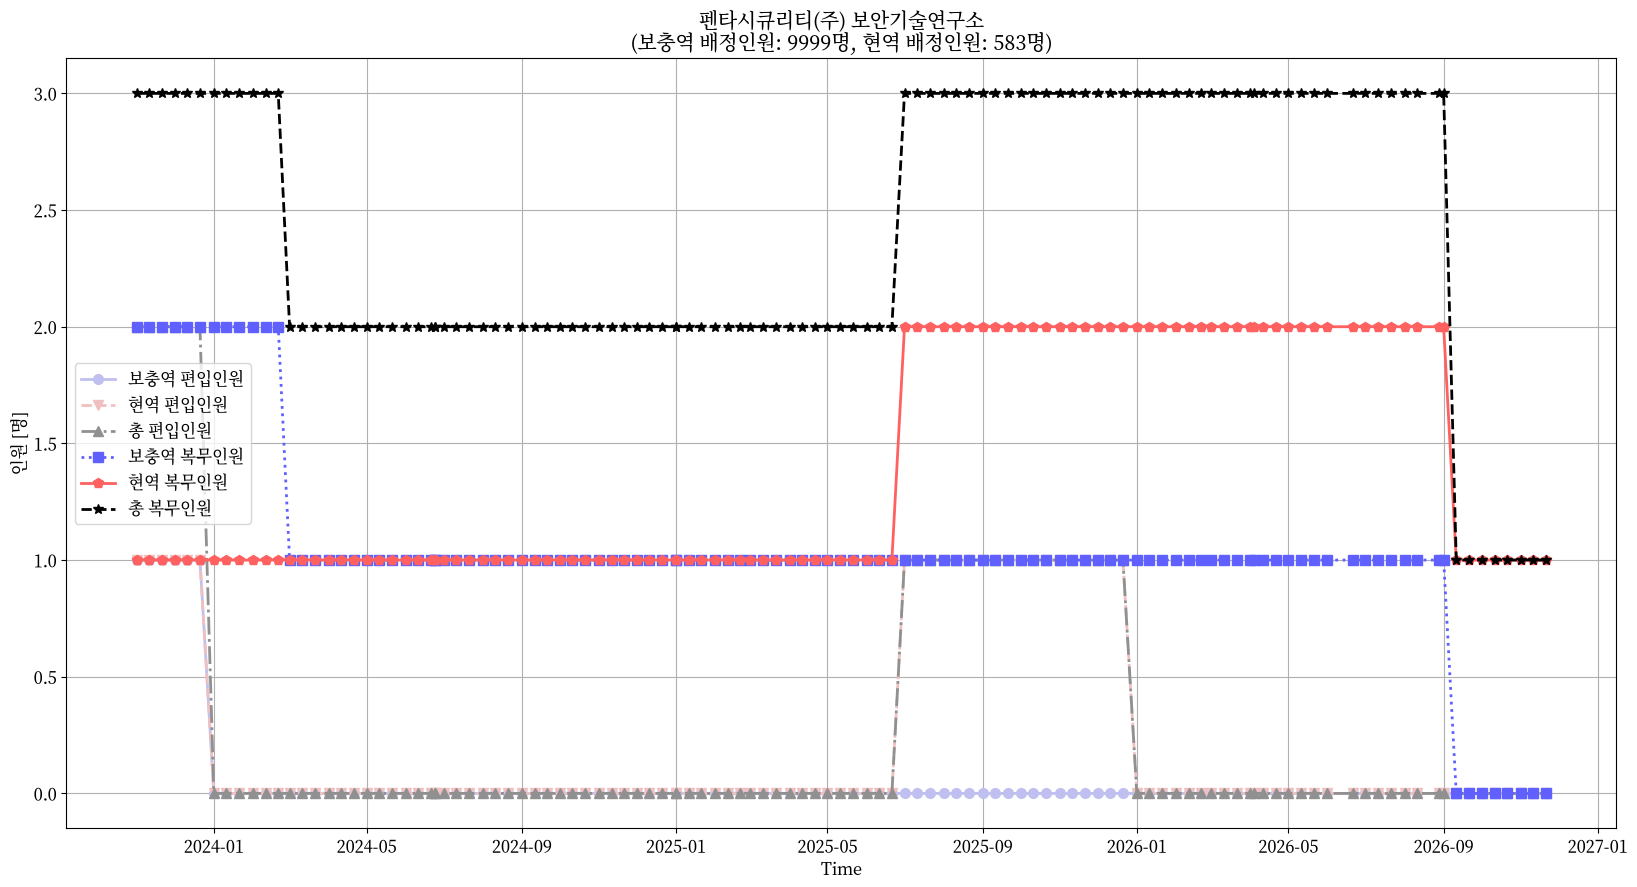 펜타시큐리티(주) 보안기술연구소
(보충역 배정인원: 9999명, 현역 배정인원: 583명)
인원 [명]
3.0
2.5
2.0
1.5
1.0
0.5
0.0
보충역 편입인원
현역 편입인원
총 편입인원
보충역 복무인원
현역 복무인원
총 복무인원
2024-01
2024-05
2024-09
2025-01
2025-05
2025-09
2026-01
2026-05
2026-09
2027-01
Time